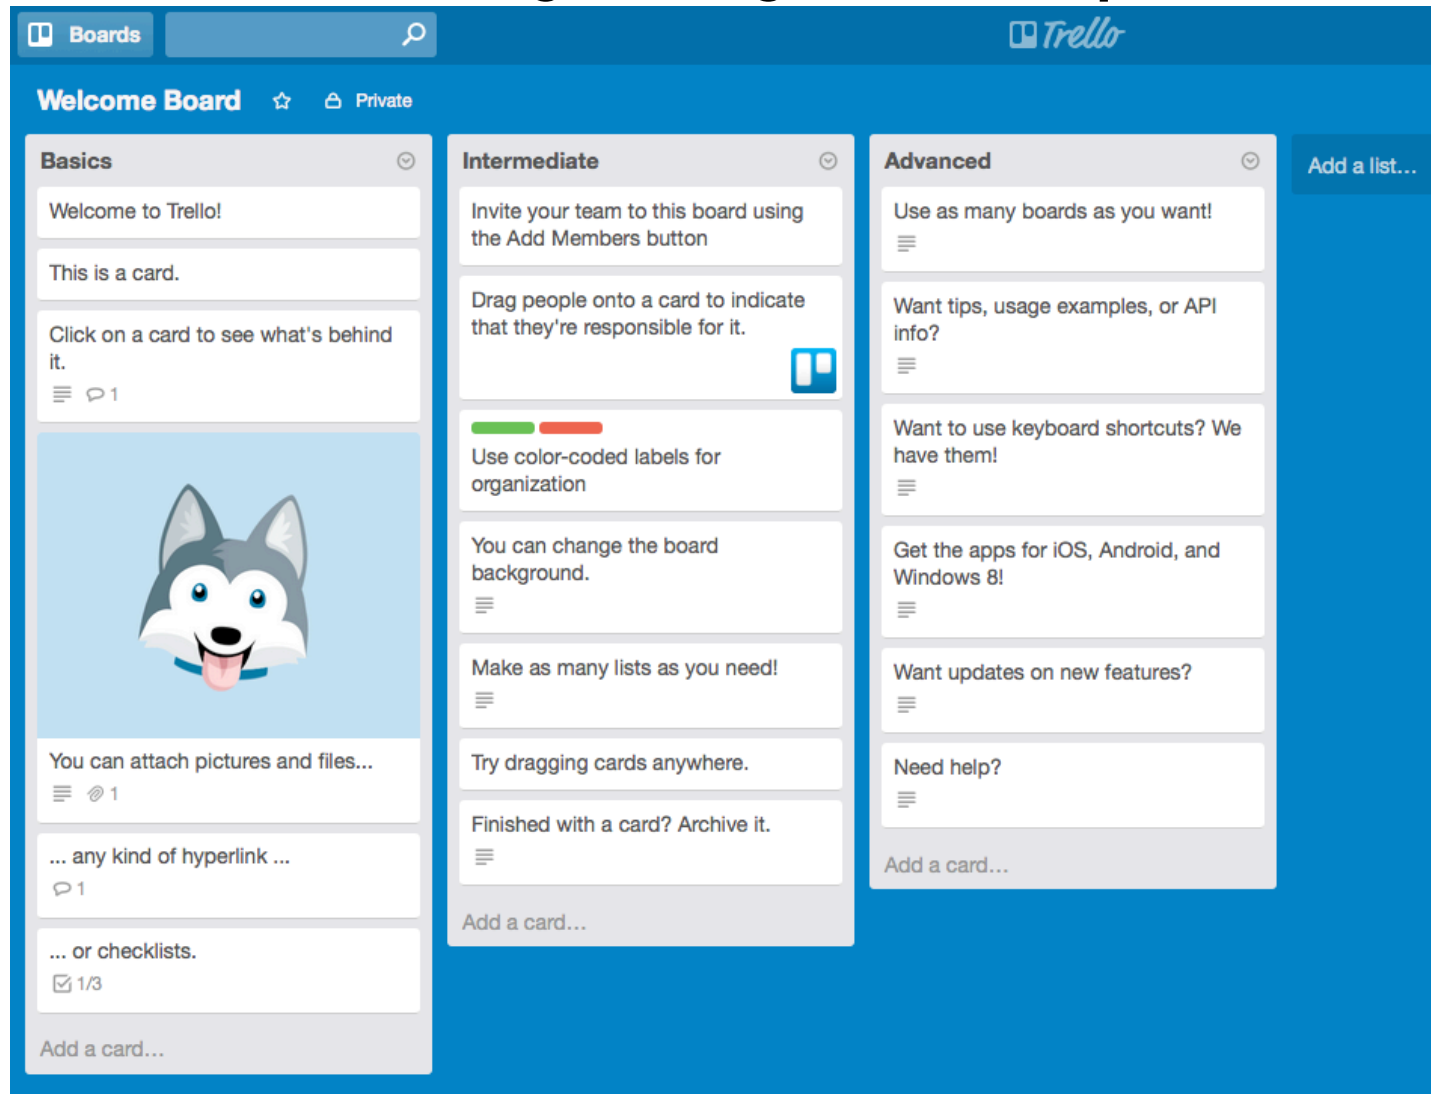 Boards
Trello
Welcome Board
Private
Basics
Welcome to Trello!
This is a card.
Click on a card to see what's behind
it.
1
You can attach pictures and files...
1
... any kind of hyperlink ...
1
... or checklists.
1/3
Add a card...
Intermediate
Invite your team to this board using
the Add Members button
Drag people onto a card to indicate
that they're responsible for it.
Use color-coded labels for
organization
You can change the board
background.
Make as many lists as you need!
Try dragging cards anywhere.
Finished with a card? Archive it.
Add a card...
Advanced
Use as many boards as you want!
Want tips, usage examples, or API
info?
Want to use keyboard shortcuts? We
have them!
Get the apps for iOS, Android, and
Windows 8!
Want updates on new features?
Need help?
Add a card...
Add a list...